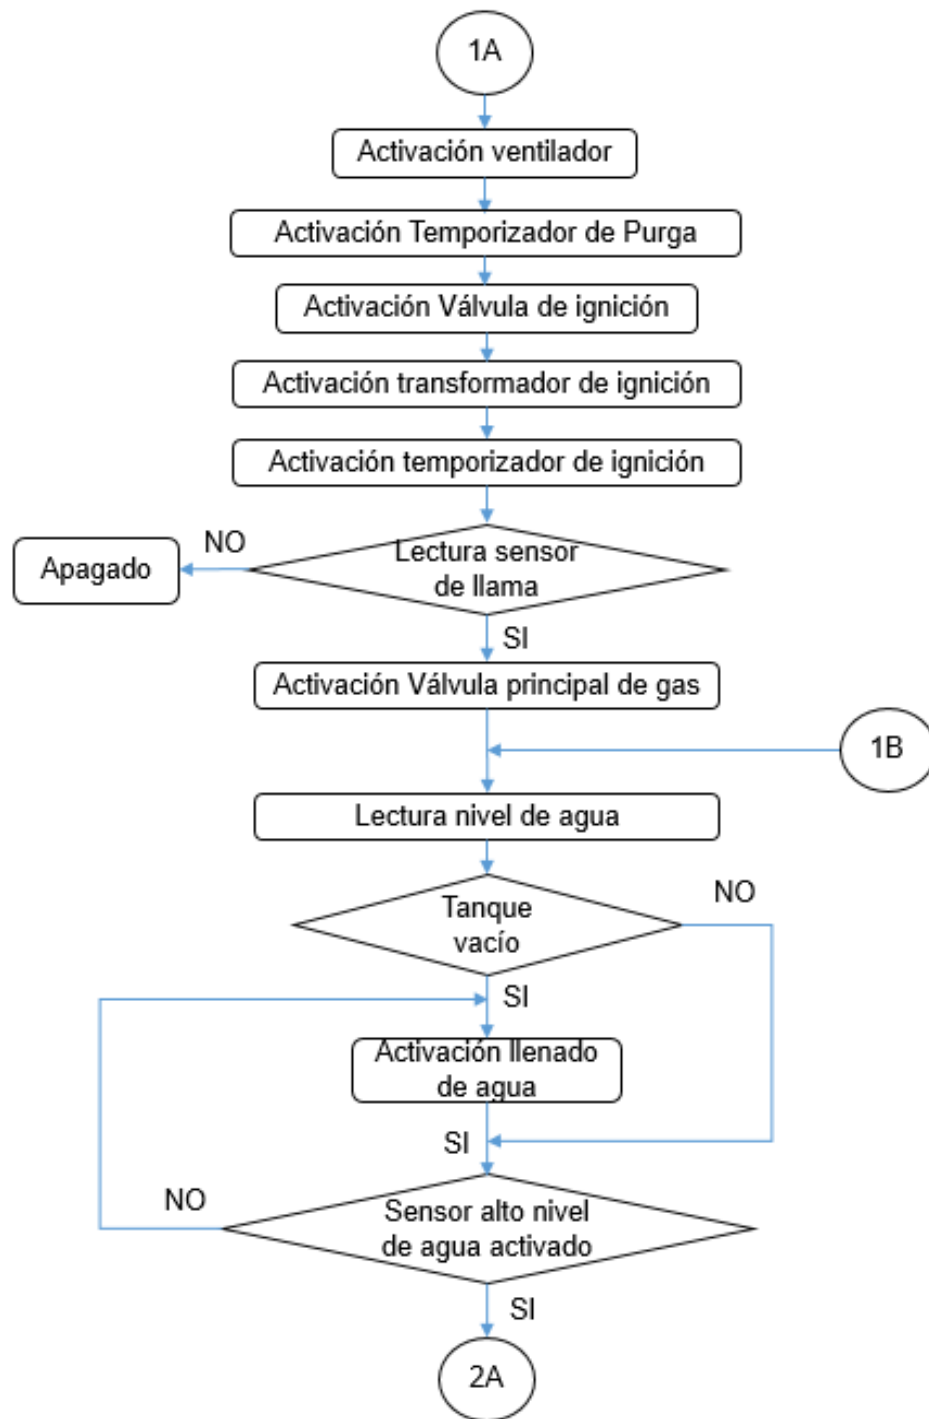 1A
Activación ventilador
Activación Temporizador de Purga
Activación Válvula de ignición
Activación transformador de ignición
Activación temporizador de ignición
Lectura sensor
de llama
NO
Apagado
SI
Activación Válvula principal de gas
1B
Lectura nivel de agua
Tanque
vacío
NO
SI
Activación llenado
de agua
SI
NO
Sensor alto nivel
de agua activado
SI
2A